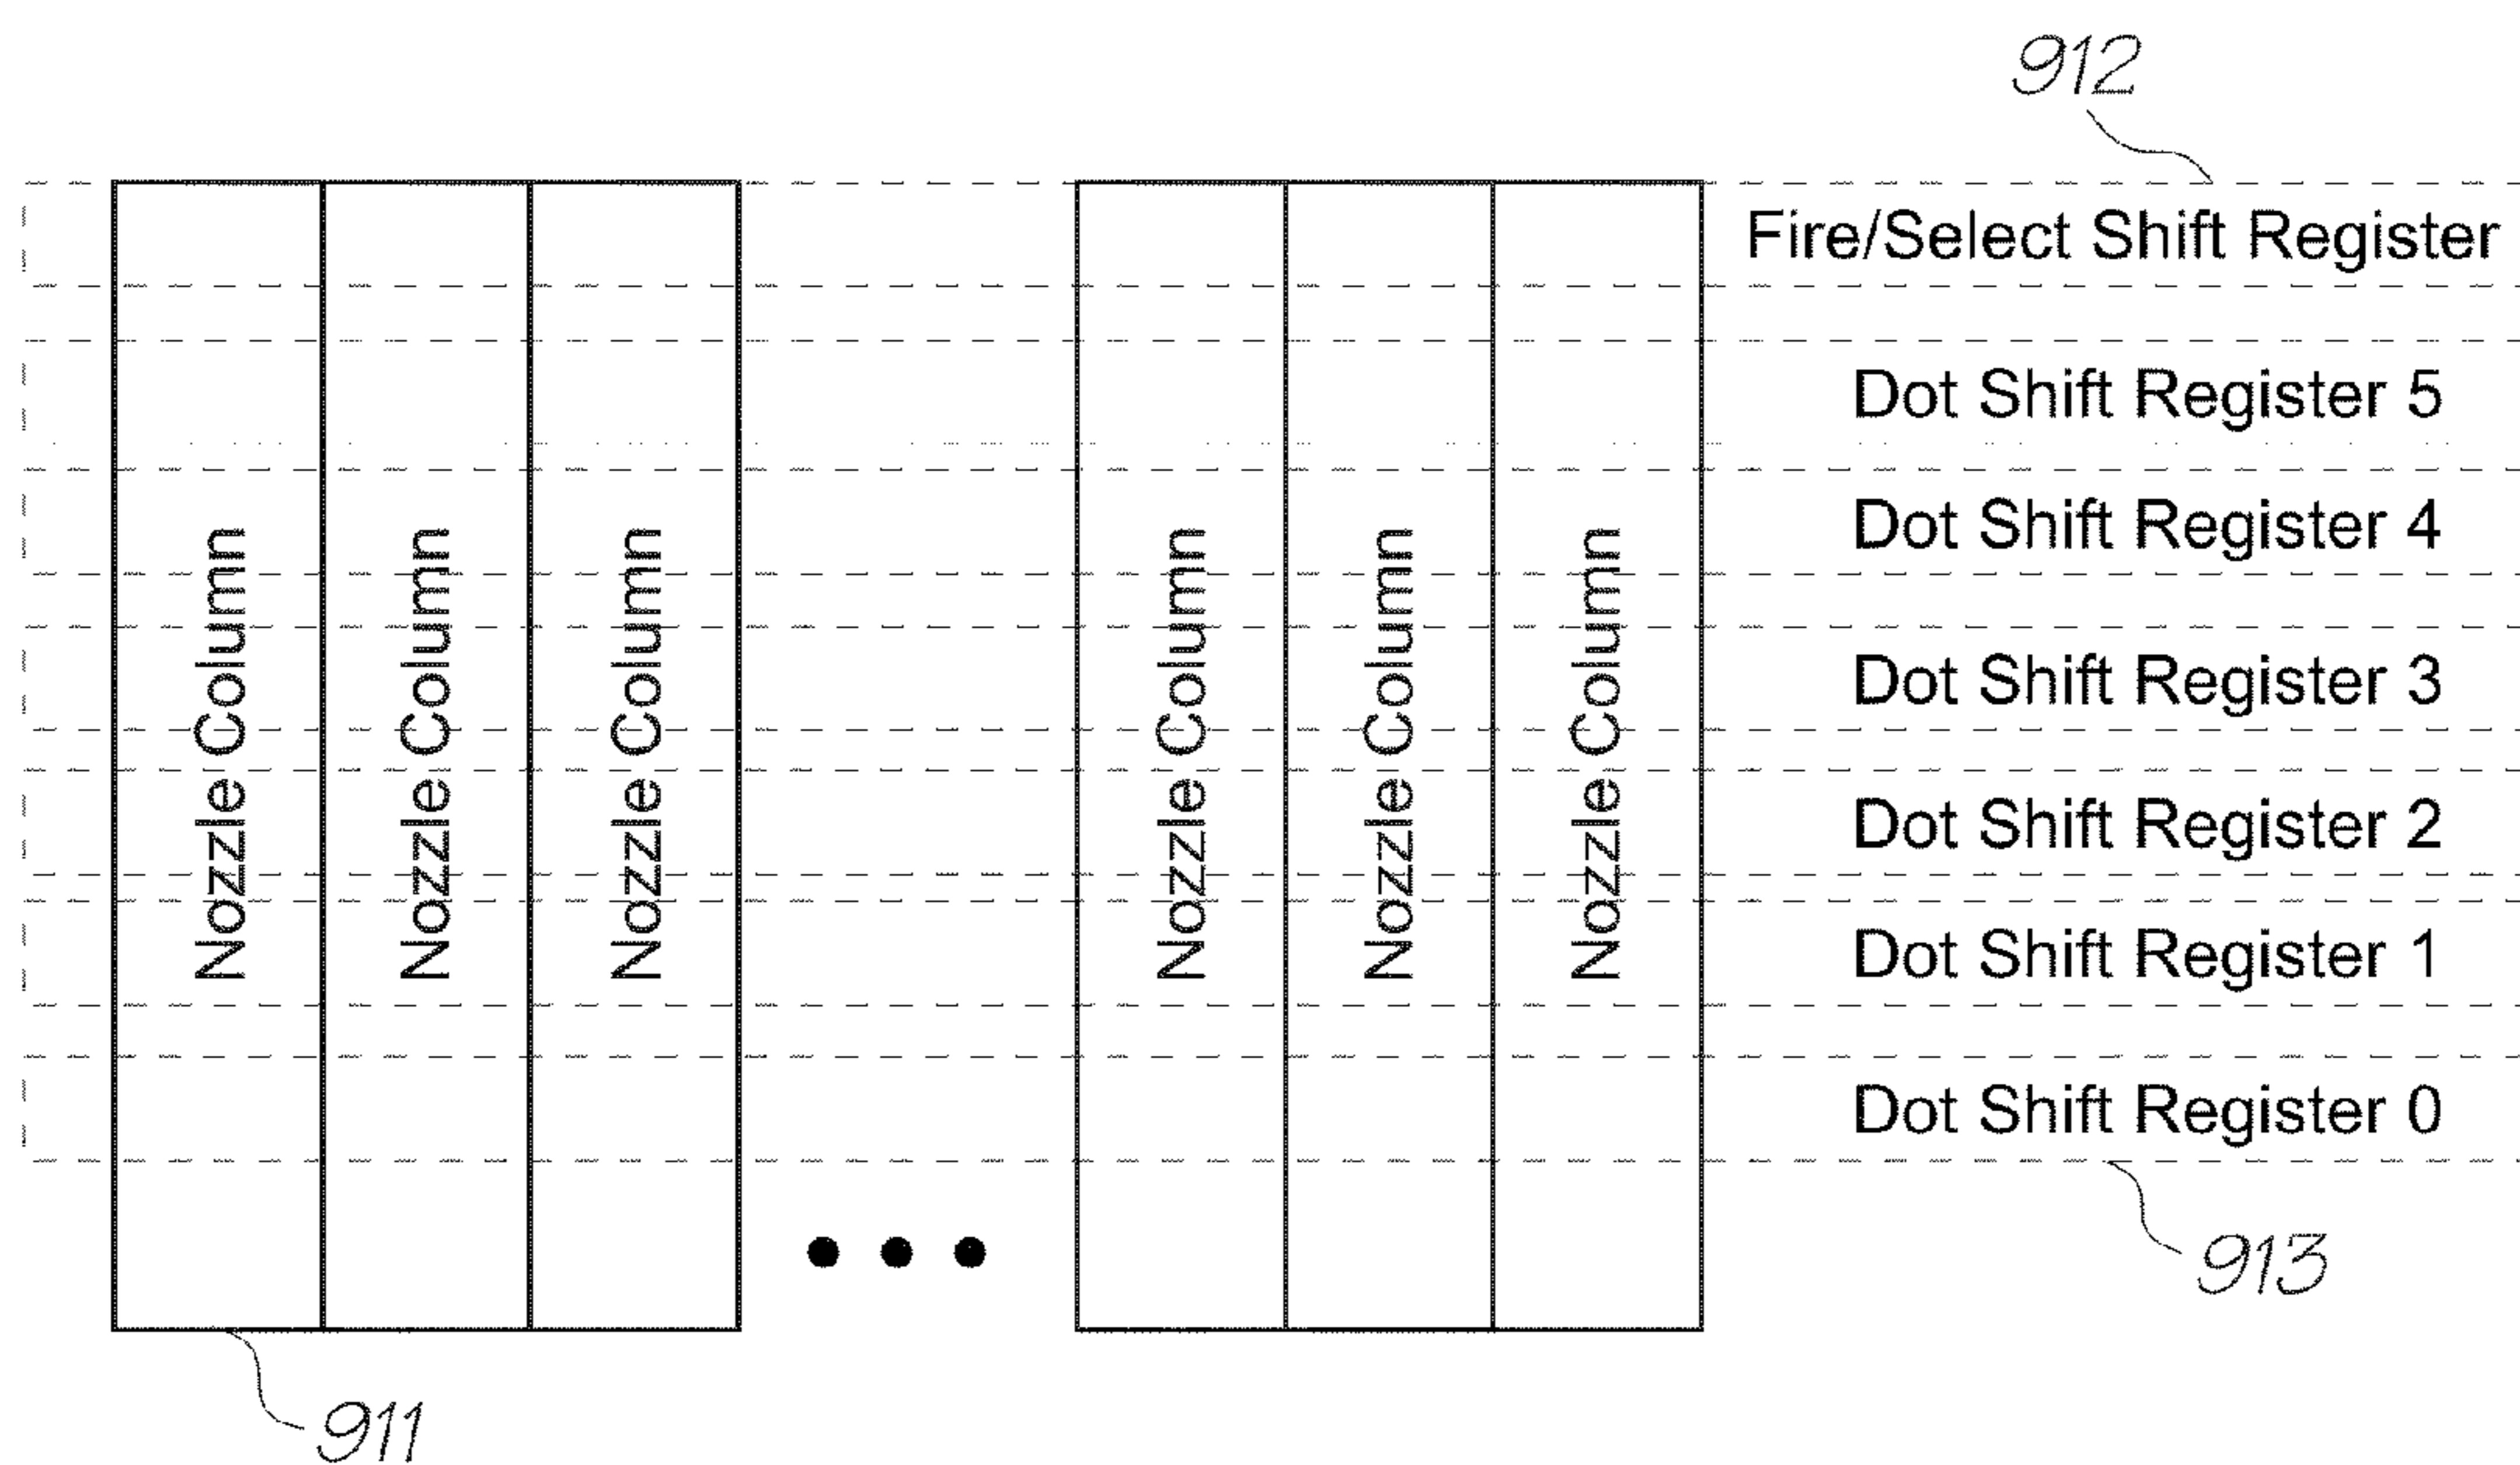 912
Fire/Select Shift Register
Dot Shift Register 5
Dot Shift Register 4
Dot Shift Register 3
Dot Shift Register 2
Dot Shift Register 1
Dot Shift Register 0
Nozzle Column
Nozzle Column
Nozzle Column
Nozzle Column
Nozzle Column
Nozzle Column
913
911